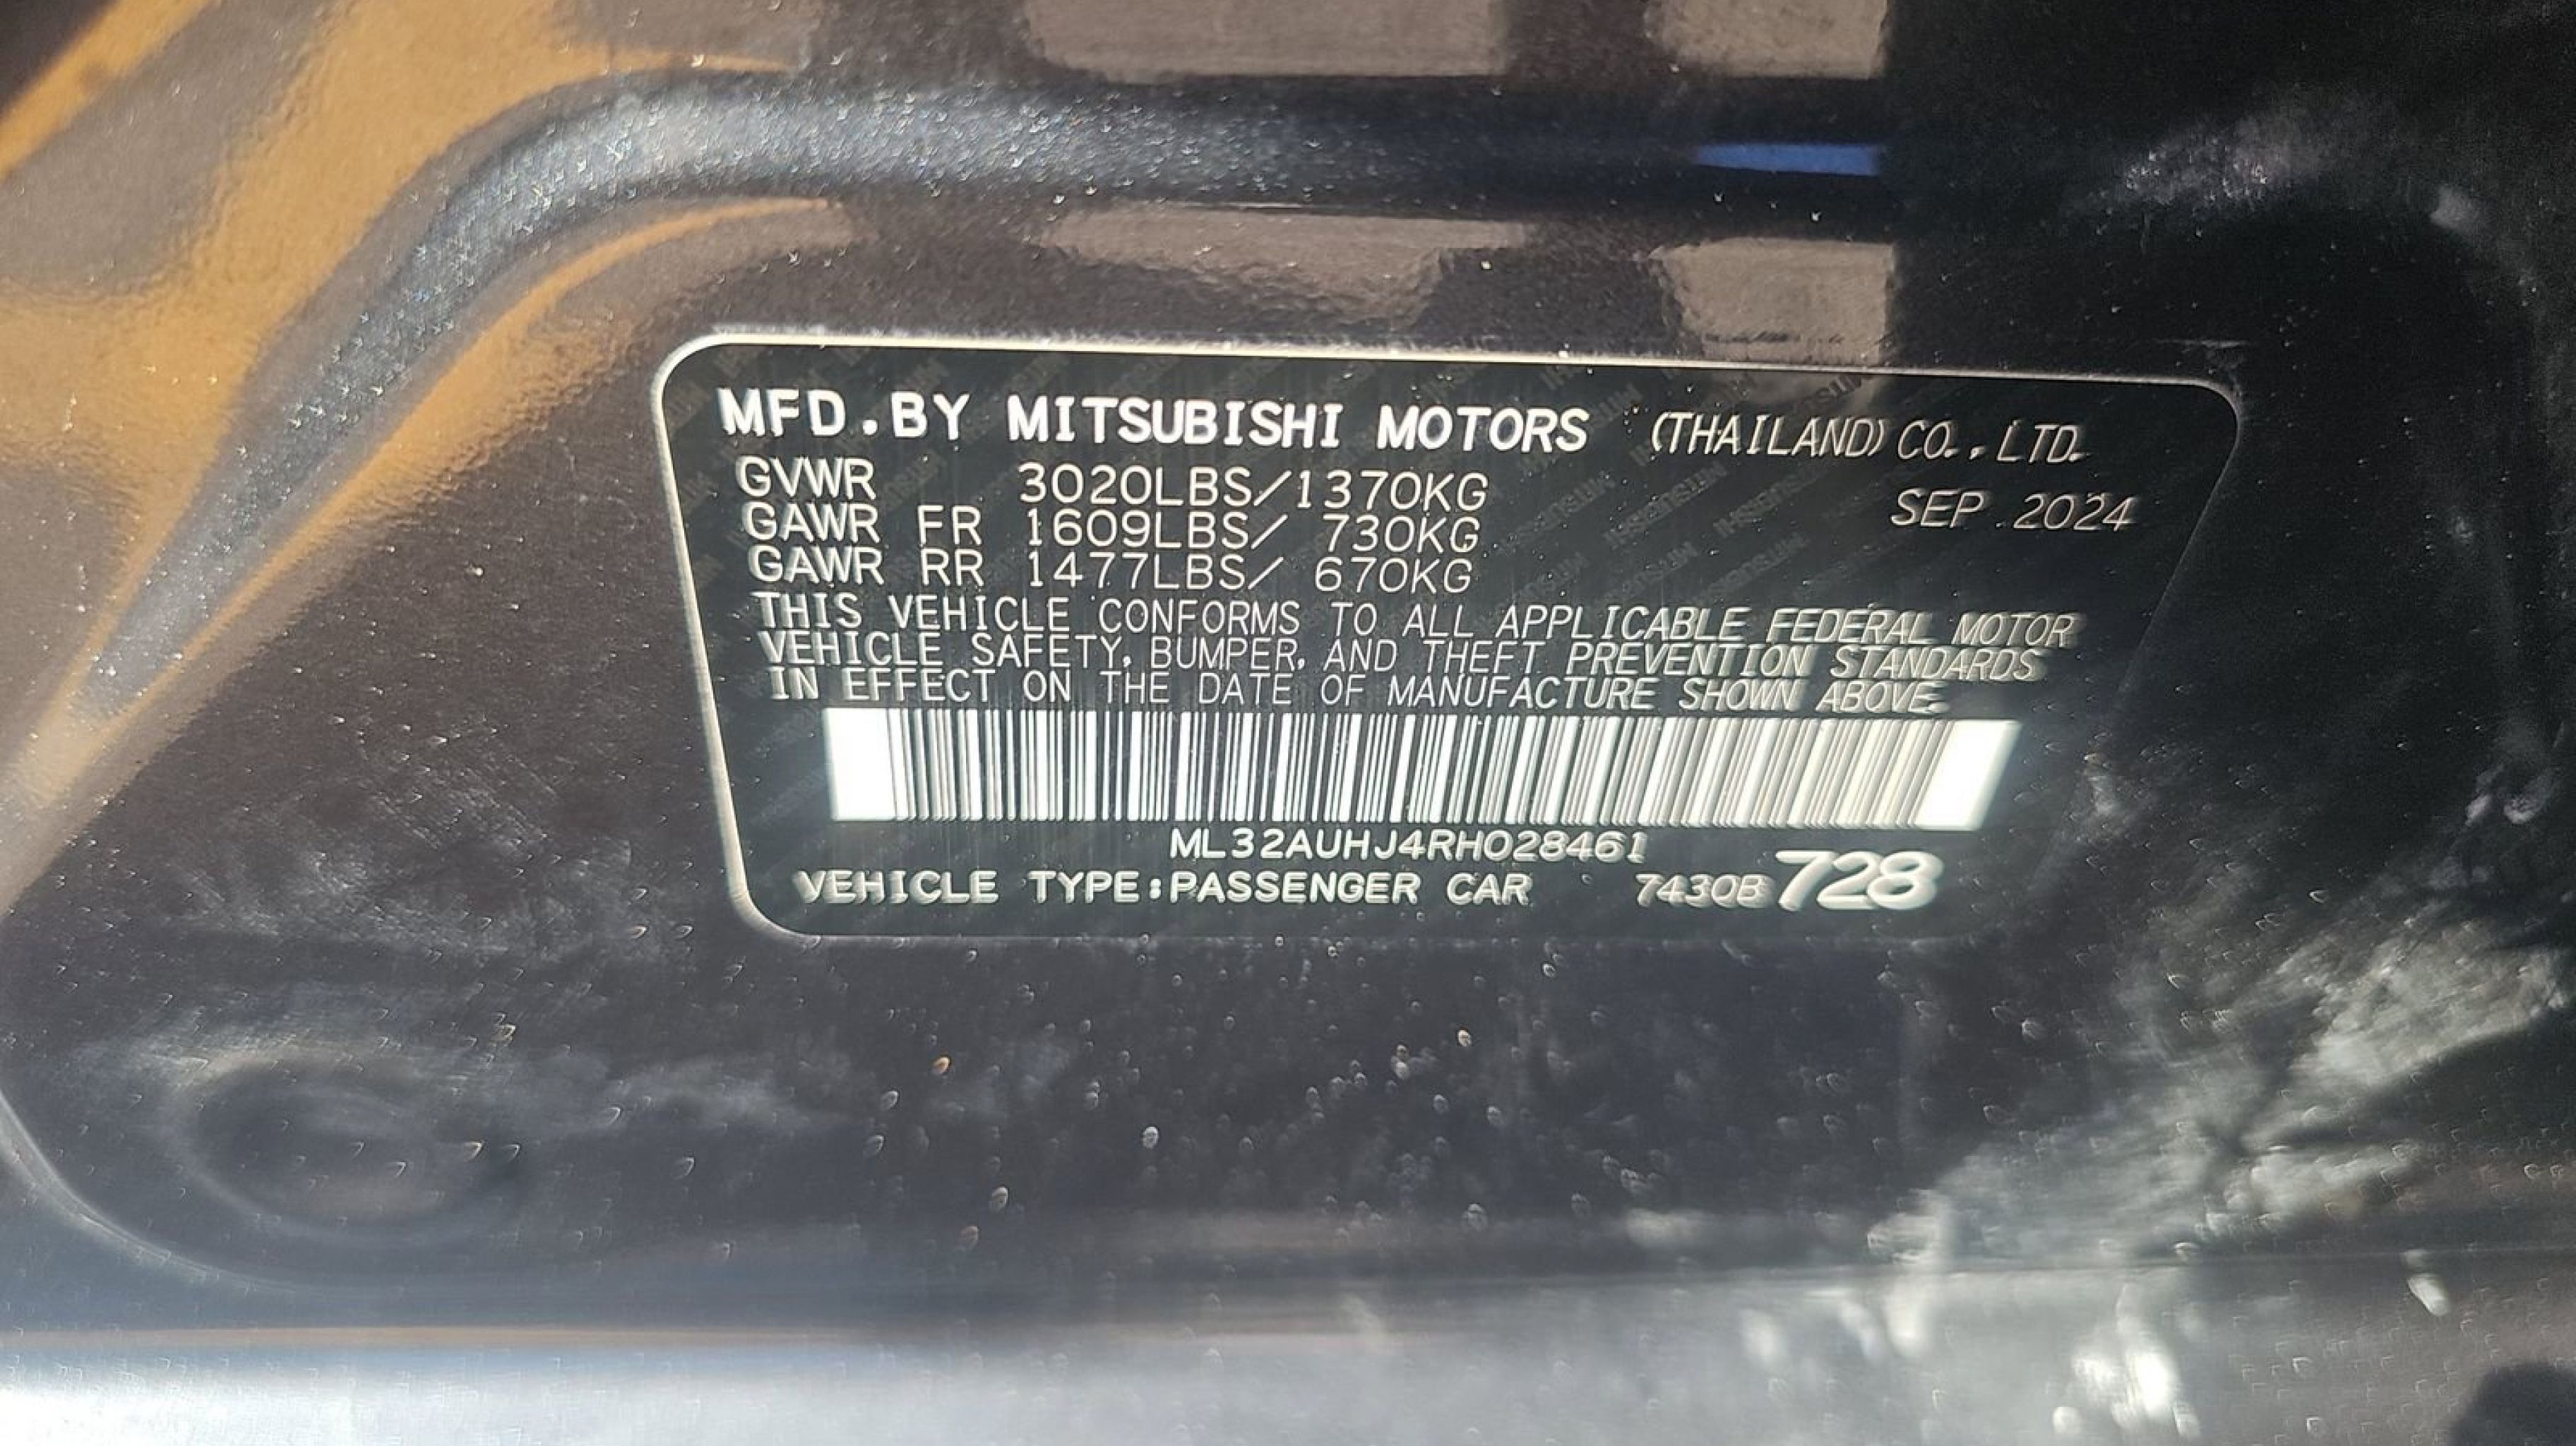 MFD.BY MITSUBISHI MOTORS (THAILAND) CO., LTD.
GVWR 3020LBS/1370KG SEP 2024
GAWR FR 1609LBS/ 730KG
GAWR RR 1477LBS/ 670KG
THIS VEHICLE CONFORMS TO ALL APPLICABLE FEDERAL MOTOR
VEHICLE SAFETY, BUMPER, AND THEFT PREVENTION STANDARDS
IN EFFECT ON THE DATE OF MANUFACTURE SHOWN ABOVE.
ML32AUHJ4RH028461
VEHICLE TYPE:PASSENGER CAR 7430B728